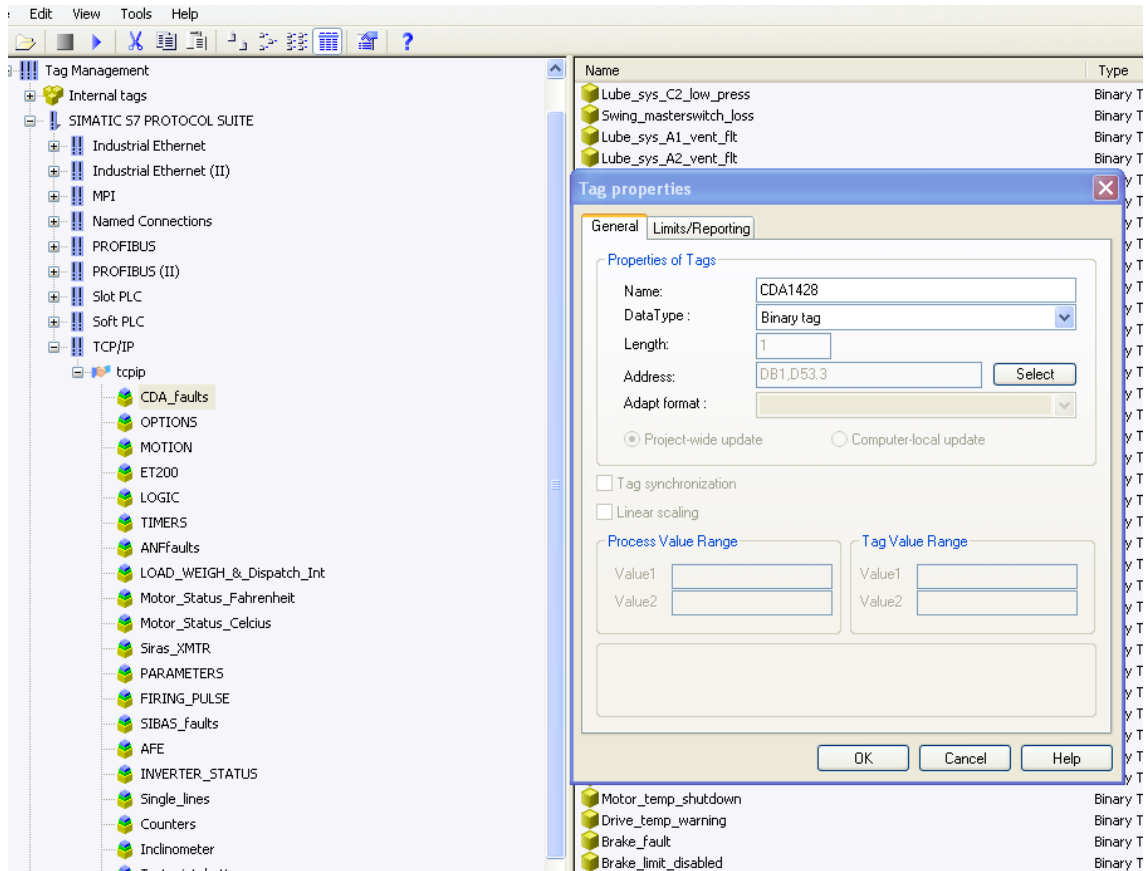 Edit View Tools Help
Tag Management
Internal tags
SIMATIC S7 PROTOCOL SUITE
Industrial Ethernet
Industrial Ethernet (II)
MPI
Named Connections
PROFIBUS
PROFIBUS (II)
Slot PLC
Soft PLC
TCP/IP
tcpip
CDA_faults
OPTIONS
MOTION
ET200
LOGIC
TIMERS
ANFfaults
LOAD_WEIGH_&_Dispatch_Int
Motor_Status_Fahrenheit
Motor_Status_Celcius
Siras_XMTR
PARAMETERS
FIRING_PULSE
SIBAS_faults
AFE
INVERTER_STATUS
Single_lines
Counters
Inclinometer
Name Type
Lube_sys_C2_low_press Binary T
Swing_masterswitch_loss Binary T
Lube_sys_A1_vent_flt Binary T
Lube_sys_A2_vent_flt Binary T
Tag properties
General Limits/Reporting
Properties of Tags
Name: CDA1428
DataType : Binary tag
Length: 1
Address: DB1,D53.3 Select
Adapt format :
Project-wide update Computer-local update
Tag synchronization
Linear scaling
Process Value Range Tag Value Range
Value1 Value1
Value2 Value2
OK Cancel Help
Motor_temp_shutdown Binary T
Drive_temp_warning Binary T
Brake_fault Binary T
Brake_limit_disabled Binary T